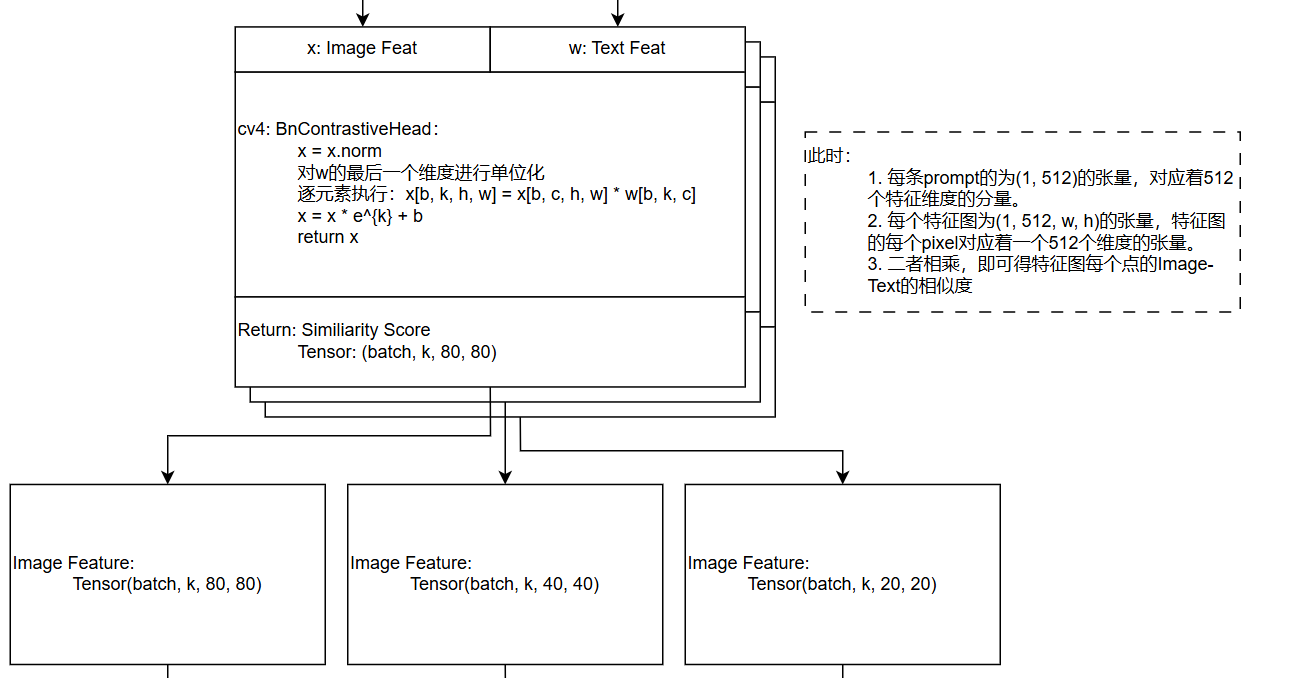 x: Image Feat
w: Text Feat
cv4: BnContrastiveHead：
x = x.norm
对w的最后一个维度进行单位化
逐元素执行：x[b, k, h, w] = x[b, c, h, w] * w[b, k, c]
x = x * e^{k} + b
return x
Return: Similiarity Score
Tensor: (batch, k, 80, 80)
此时：
1. 每条prompt的为(1, 512)的张量，对应着512
个特征维度的分量。
2. 每个特征图为(1, 512, w, h)的张量，特征图
的每个pixel对应着一个512个维度的张量。
3. 二者相乘，即可得特征图每个点的Image-
Text的相似度
Image Feature:
Tensor(batch, k, 80, 80)
Image Feature:
Tensor(batch, k, 40, 40)
Image Feature:
Tensor(batch, k, 20, 20)